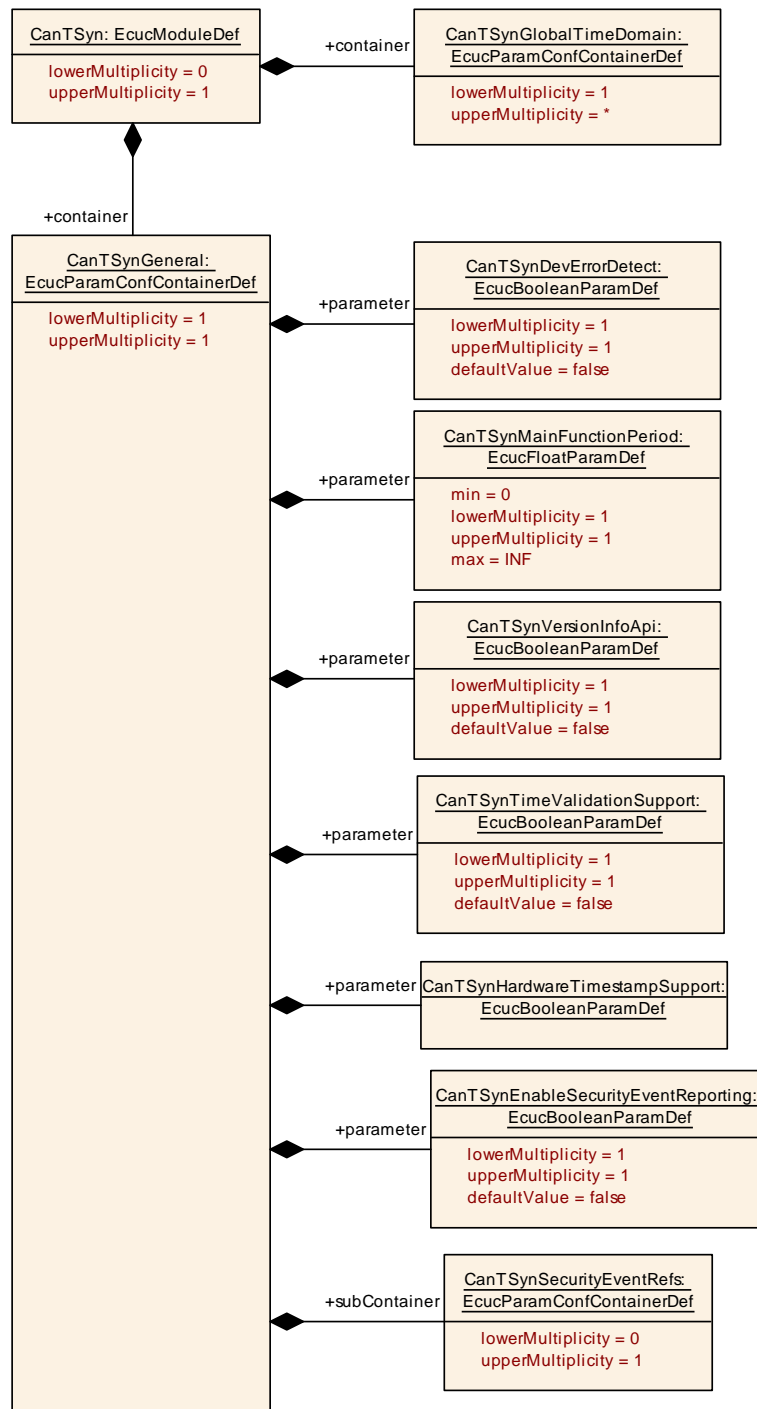 CanTSyn: EcucModuleDef
lowerMultiplicity = 0
upperMultiplicity = 1
+container
CanTSynGlobalTimeDomain:
EcucParamConfContainerDef
lowerMultiplicity = 1
upperMultiplicity = *
+container
CanTSynGeneral:
EcucParamConfContainerDef
lowerMultiplicity = 1
upperMultiplicity = 1
+parameter
CanTSynDevErrorDetect:
EcucBooleanParamDef
lowerMultiplicity = 1
upperMultiplicity = 1
defaultValue = false
+parameter
CanTSynMainFunctionPeriod:
EcucFloatParamDef
min = 0
lowerMultiplicity = 1
upperMultiplicity = 1
max = INF
+parameter
CanTSynVersionInfoApi:
EcucBooleanParamDef
lowerMultiplicity = 1
upperMultiplicity = 1
defaultValue = false
+parameter
CanTSynTimeValidationSupport:
EcucBooleanParamDef
lowerMultiplicity = 1
upperMultiplicity = 1
defaultValue = false
+parameter
CanTSynHardwareTimestampSupport:
EcucBooleanParamDef
+parameter
CanTSynEnableSecurityEventReporting:
EcucBooleanParamDef
lowerMultiplicity = 1
upperMultiplicity = 1
defaultValue = false
+subContainer
CanTSynSecurityEventRefs:
EcucParamConfContainerDef
lowerMultiplicity = 0
upperMultiplicity = 1